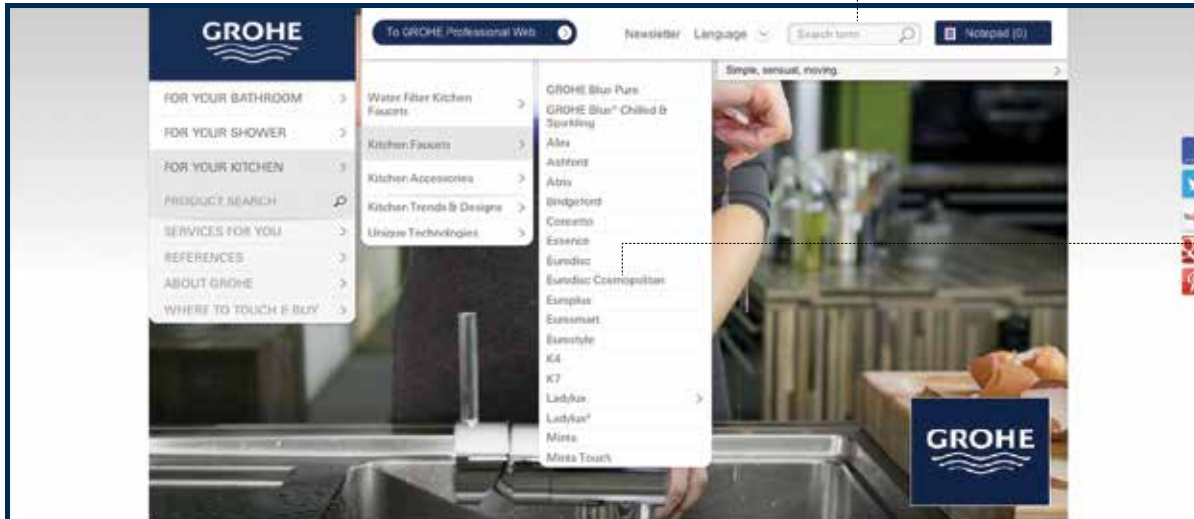 GROHE
To GROHE Professional Web
Newsletter
Language
Search term
Notepad (0)
Simple, sensual, moving.
FOR YOUR BATHROOM
FOR YOUR SHOWER
FOR YOUR KITCHEN
PRODUCT SEARCH
SERVICES FOR YOU
REFERENCES
ABOUT GROHE
WHERE TO TOUCH & BUY
Water Filter Kitchen
Faucets
Kitchen Faucets
Kitchen Accessories
Kitchen Trends & Designs
Unique Technologies
GROHE Blue Pure
GROHE Blue® Chilled &
Sparkling
Alira
Ashford
Atrio
Bridgeford
Concetto
Essence
Eurodisc
Eurodisc Cosmopolitan
Europlus
Eurosmart
Eurostyle
K4
K7
Ladylux
Ladylux³
Minta
Minta Touch
GROHE